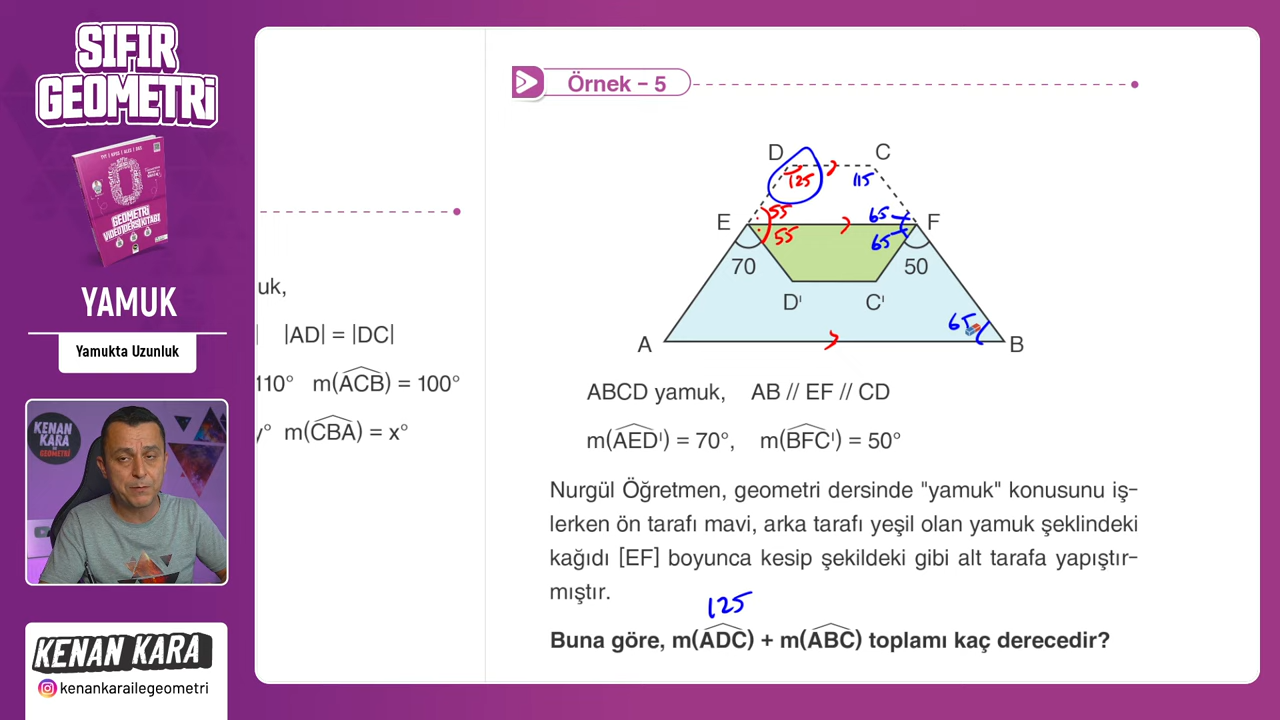 SIFIR
GEOMETRİ
GEOMETRİ
VİDEO DERS KİTABI
YAMUK
Yamukta Uzunluk
KENAN
KARA
KENAN KARA
kenankarailegeometri
uk,
| |AD| = |DC|
110° m(ACB) = 100°
y° m(CBA) = x°
Örnek – 5
D C
125 115
E 55 65 F
55 65
70 50
D' C'
65
A B
ABCD yamuk, AB // EF // CD
m(AED') = 70°, m(BFC') = 50°
Nurgül Öğretmen, geometri dersinde "yamuk" konusunu iş-
lerken ön tarafı mavi, arka tarafı yeşil olan yamuk şeklindeki
kağıdı [EF] boyunca kesip şekildeki gibi alt tarafa yapıştır-
mıştır.
125
Buna göre, m(ADC) + m(ABC) toplamı kaç derecedir?